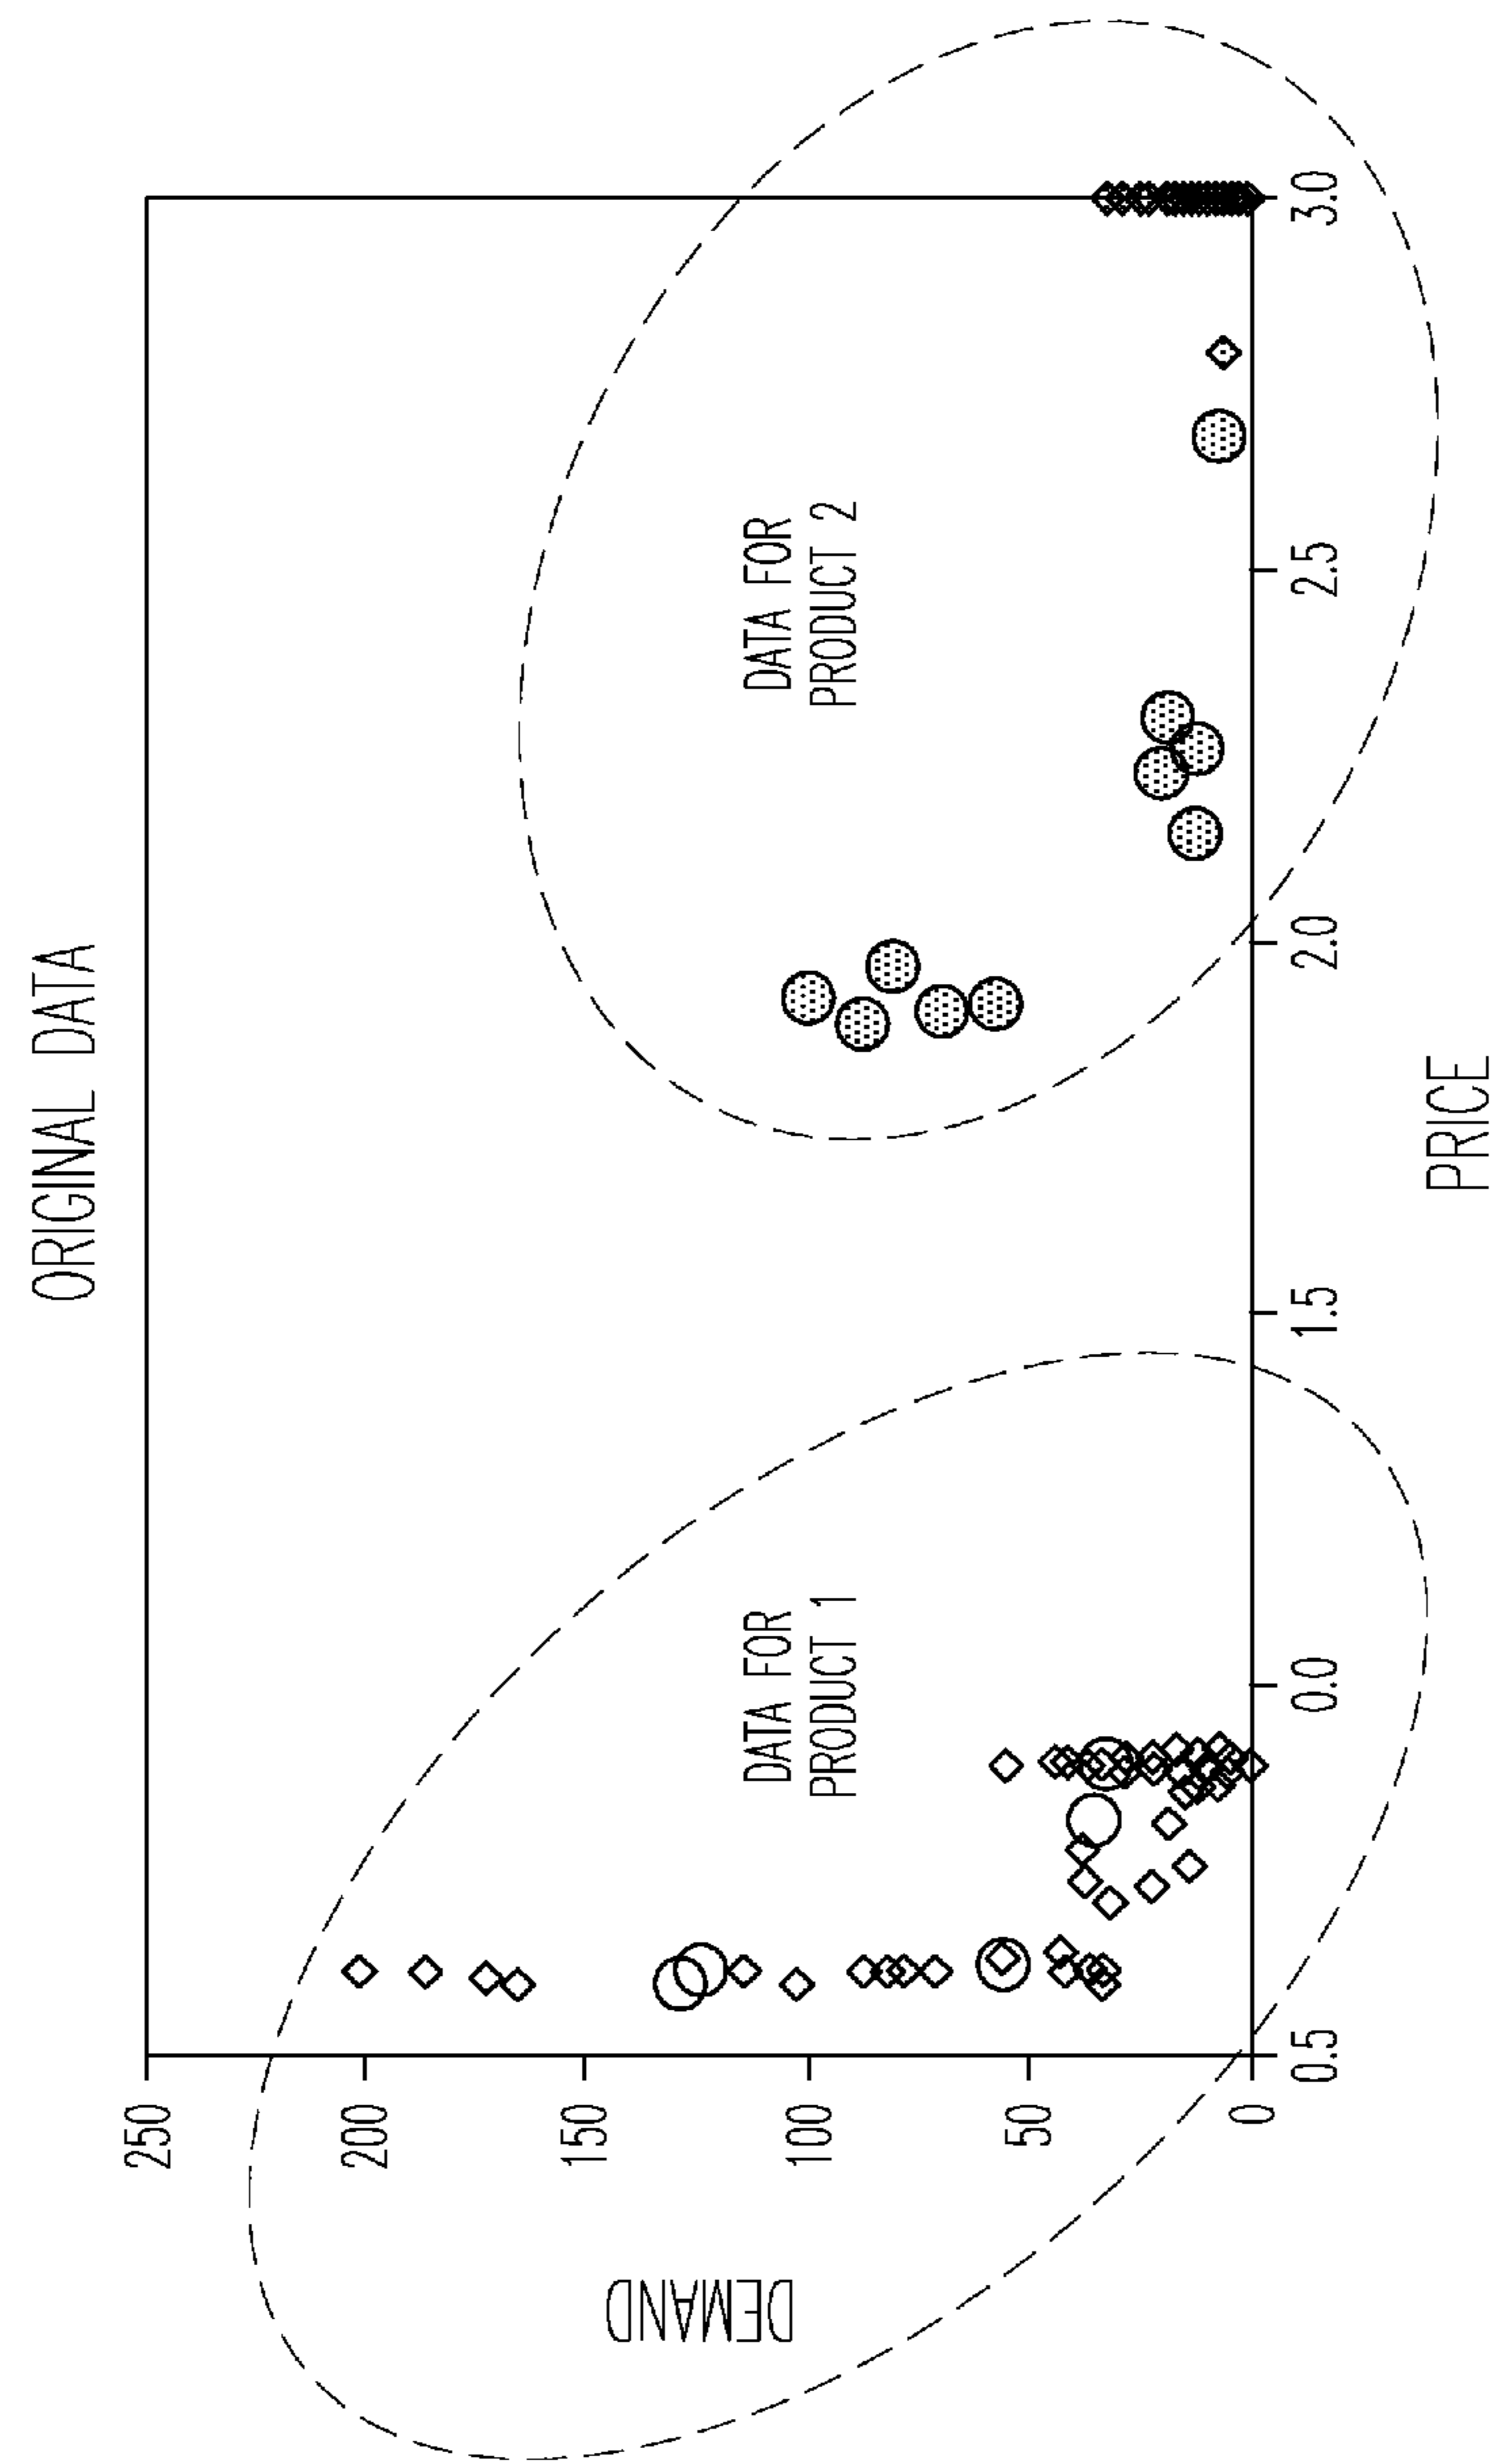 ORIGINAL DATA
250
200
150
100
50
0
DEMAND
DATA FOR
PRODUCT 1
DATA FOR
PRODUCT 2
0.5
0.0
1.5
2.0
2.5
3.0
PRICE